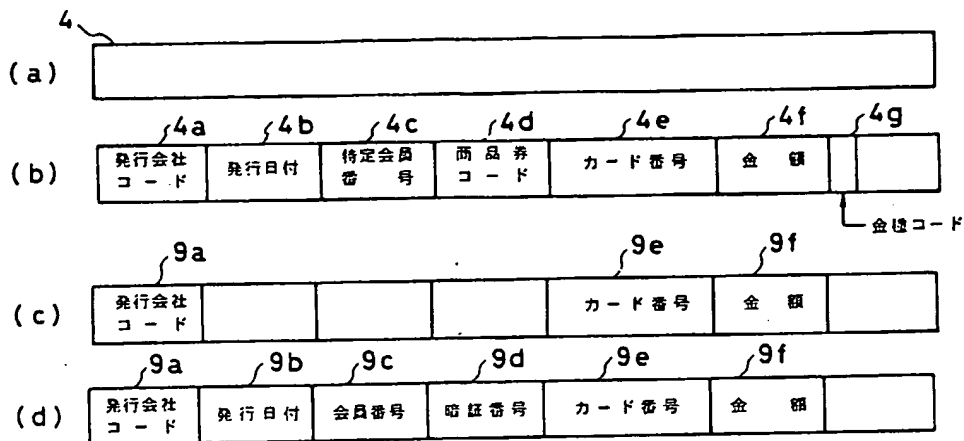 4
(a)
4a 4b 4c 4d 4e 4f 4g
(b) 発行会社コード 発行日付 特定会員番号 商品券コード カード番号 金額
金種コード
9a 9e 9f
(c) 発行会社コード カード番号 金額
9a 9b 9c 9d 9e 9f
(d) 発行会社コード 発行日付 会員番号 暗証番号 カード番号 金額